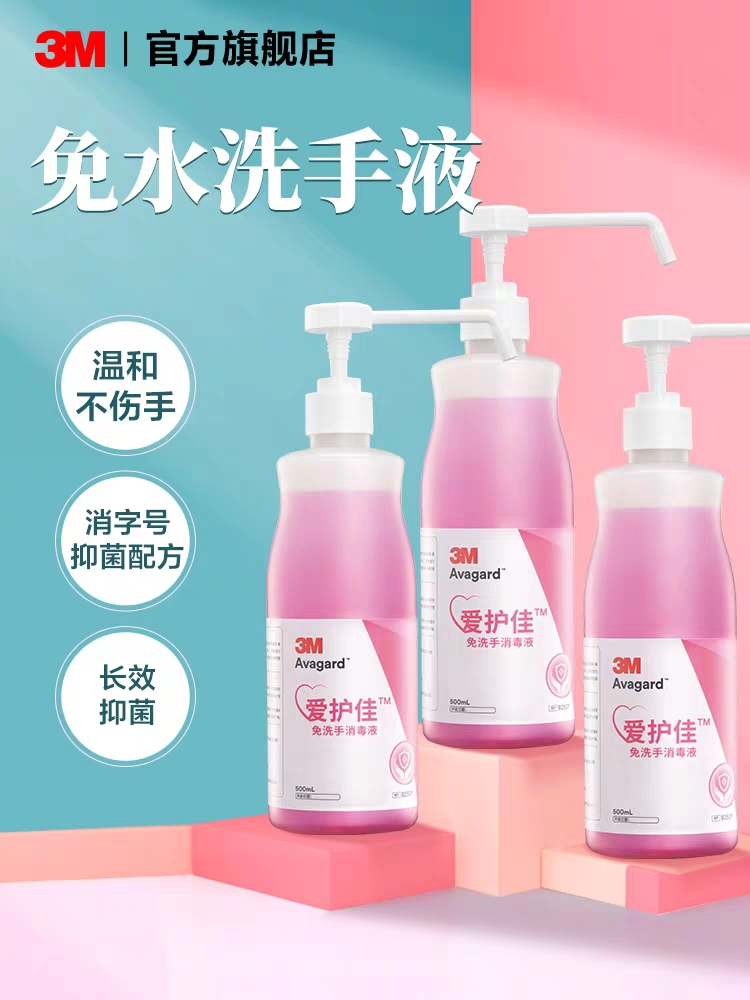 3M | 官方旗舰店
免水洗手液
温和
不伤手
消字号
抑菌配方
长效
抑菌
3M
Avagard™
爱护佳™
免洗手消毒液
500mL
3M
Avagard™
爱护佳™
免洗手消毒液
500mL
3M
Avagard™
爱护佳™
免洗手消毒液
500mL